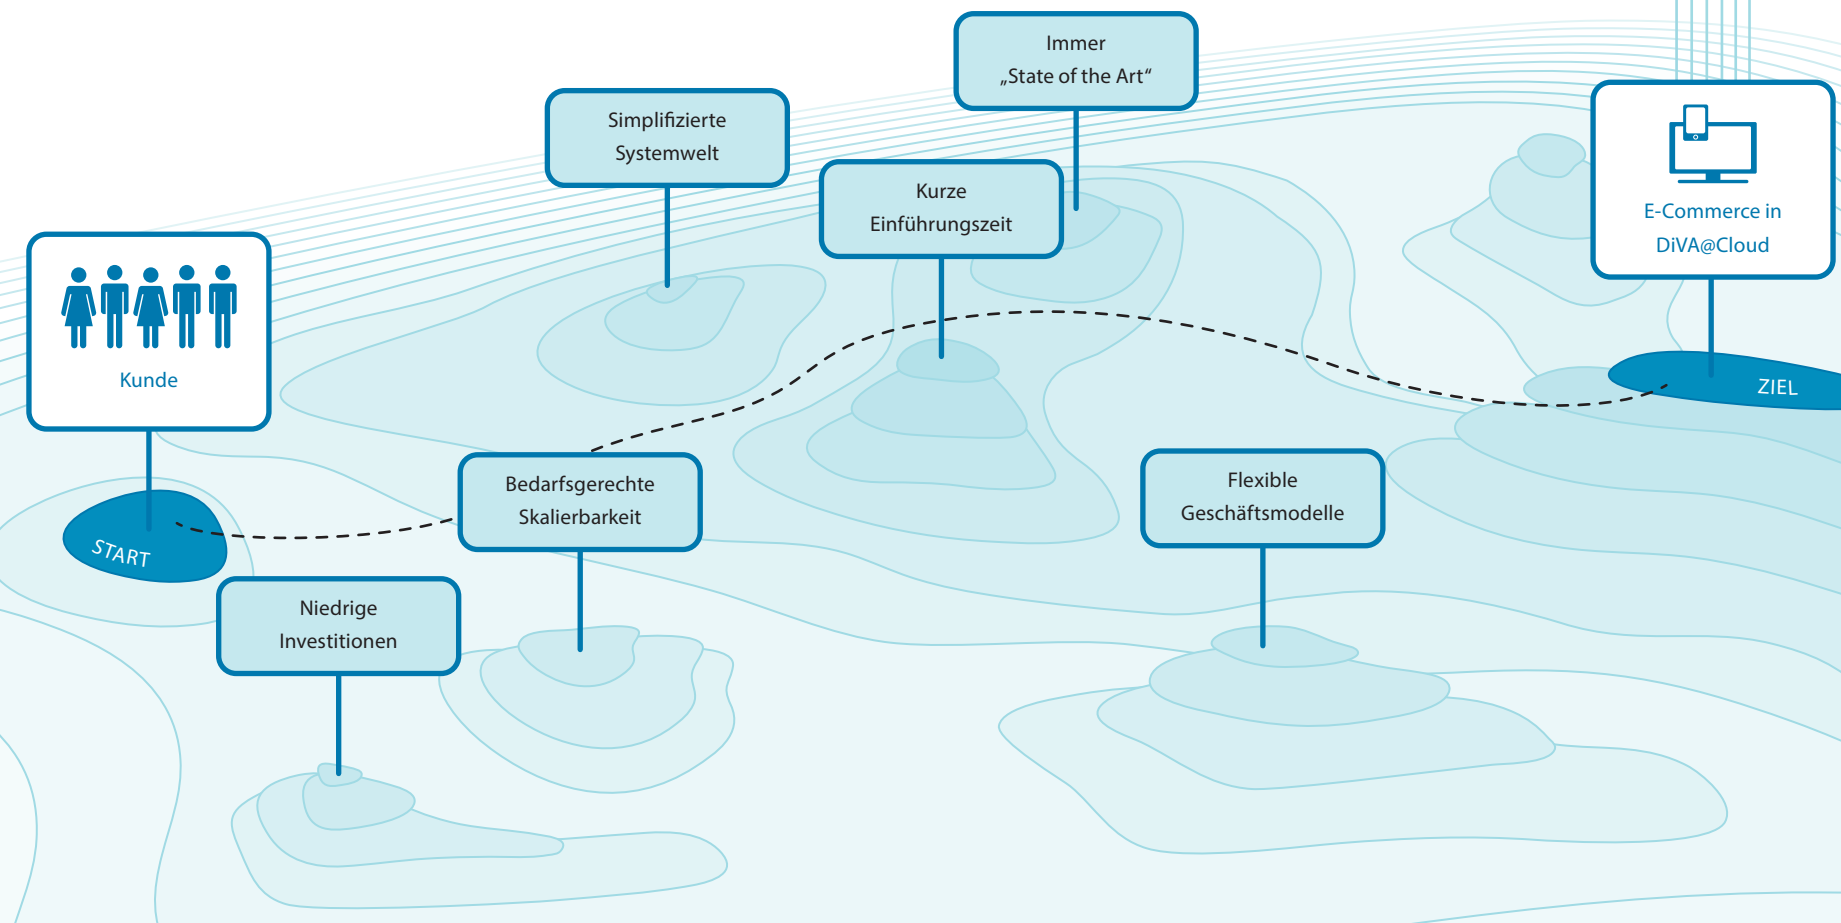 Immer
„State of the Art“
Simplifizierte
Systemwelt
Kurze
Einführungszeit
E-Commerce in
DiVA@Cloud
Kunde
ZIEL
Bedarfsgerechte
Skalierbarkeit
Flexible
Geschäftsmodelle
START
Niedrige
Investitionen